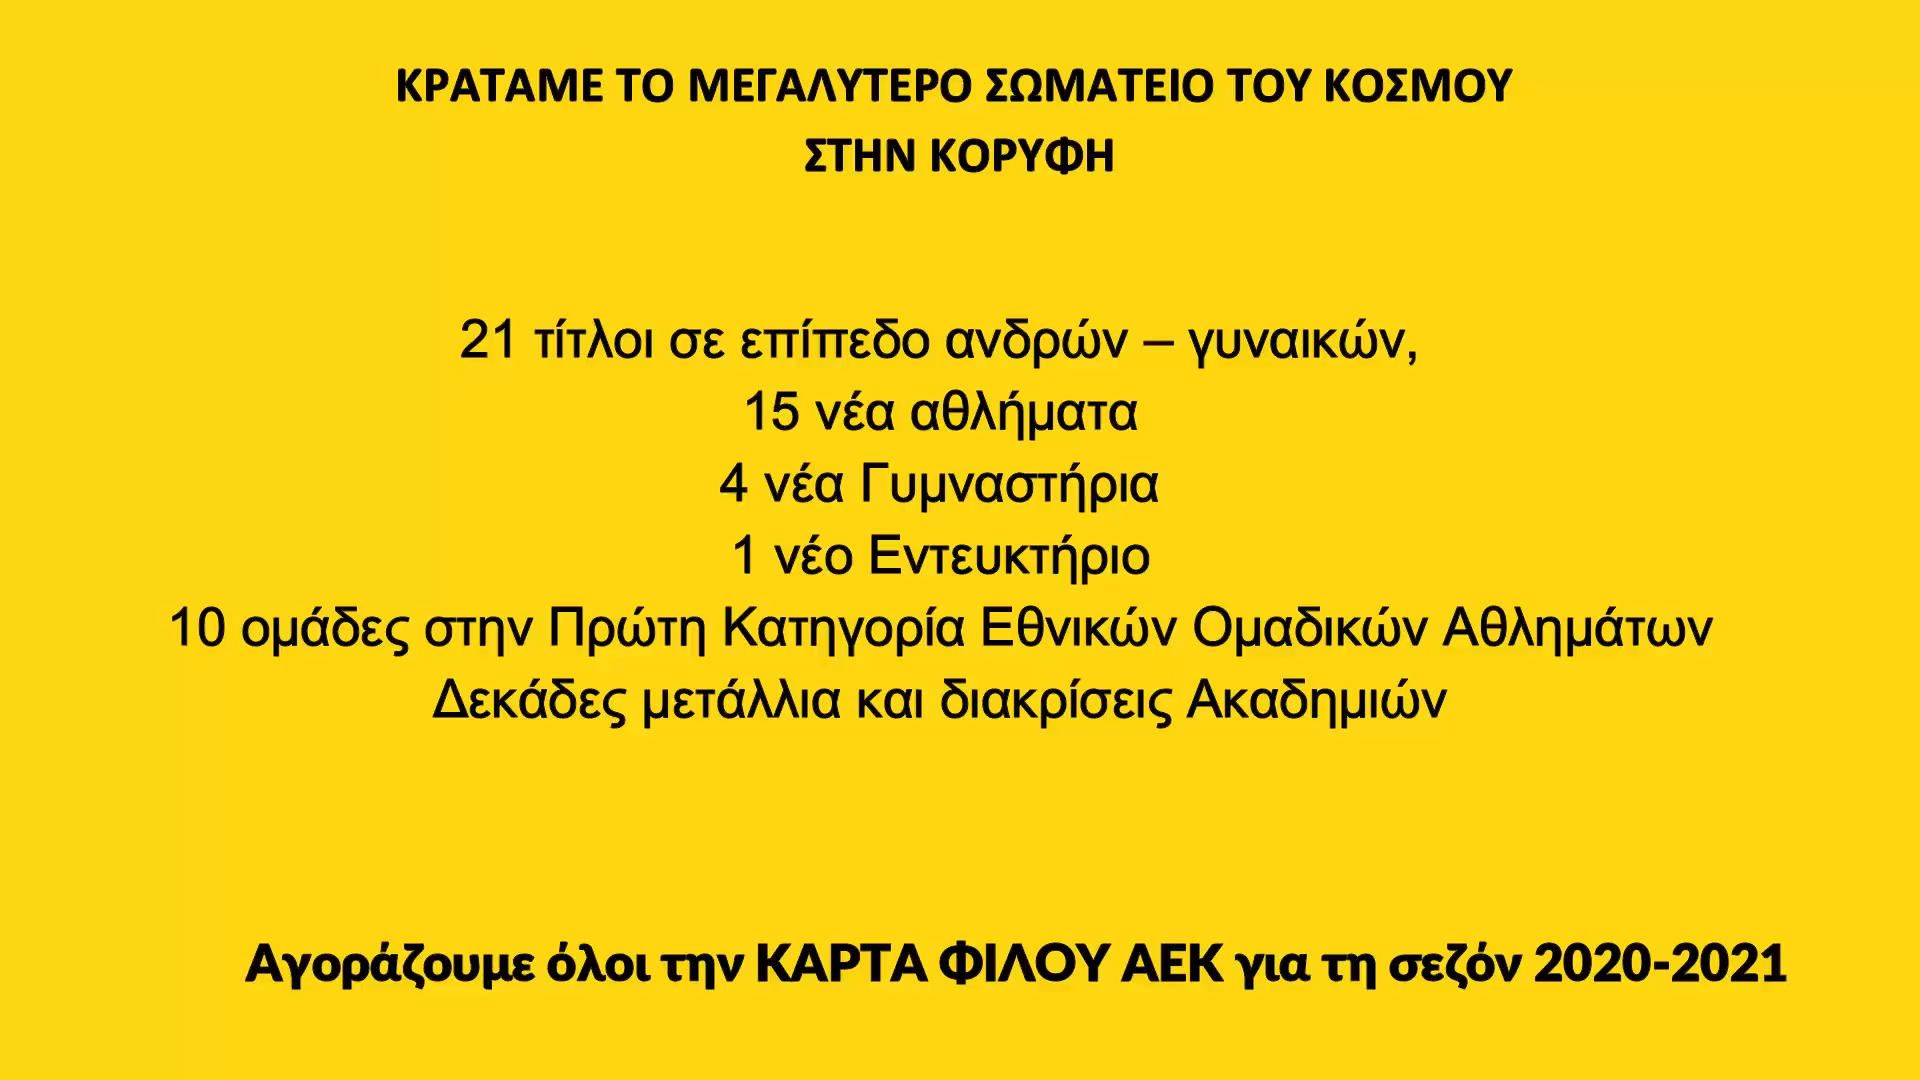 ΚΡΑΤΑΜΕ ΤΟ ΜΕΓΑΛΥΤΕΡΟ ΣΩΜΑΤΕΙΟ ΤΟΥ ΚΟΣΜΟΥ
ΣΤΗΝ ΚΟΡΥΦΗ
21 τίτλοι σε επίπεδο ανδρών – γυναικών,
15 νέα αθλήματα
4 νέα Γυμναστήρια
1 νέο Εντευκτήριο
10 ομάδες στην Πρώτη Κατηγορία Εθνικών Ομαδικών Αθλημάτων
Δεκάδες μετάλλια και διακρίσεις Ακαδημιών
Αγοράζουμε όλοι την ΚΑΡΤΑ ΦΙΛΟΥ ΑΕΚ για τη σεζόν 2020-2021